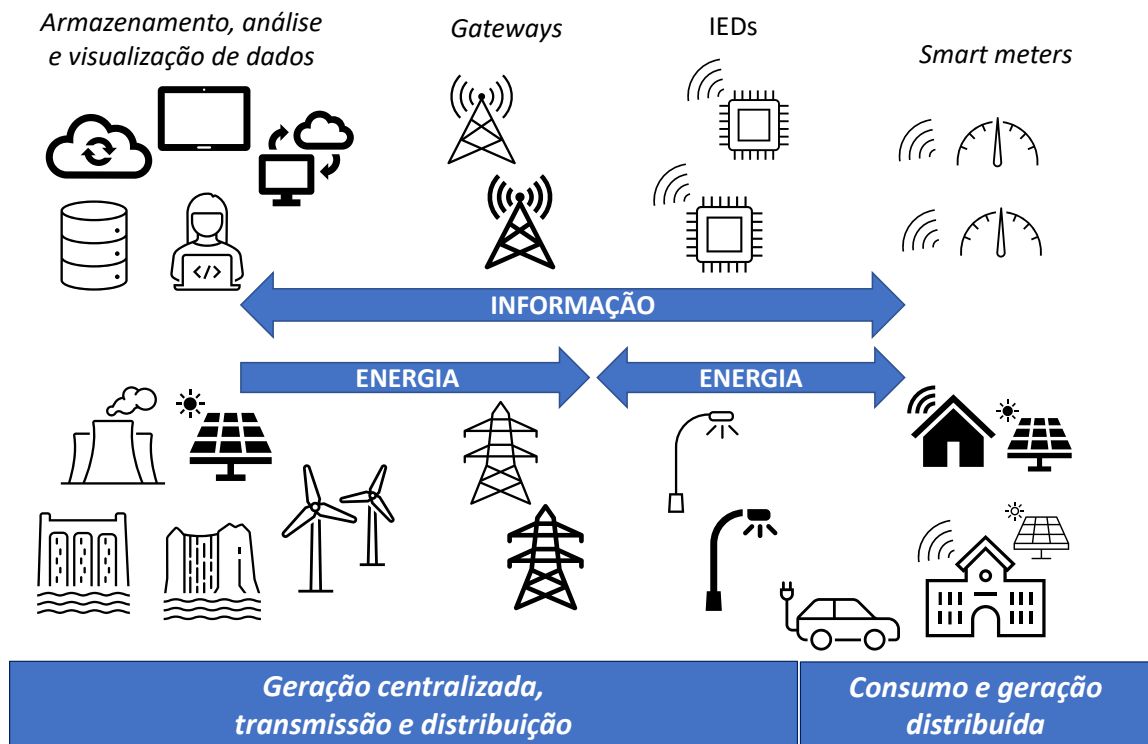 Armazenamento, análise
e visualização de dados
Gateways
IEDs
Smart meters
</>
INFORMAÇÃO
ENERGIA
ENERGIA
Geração centralizada,
transmissão e distribuição
Consumo e geração
distribuída